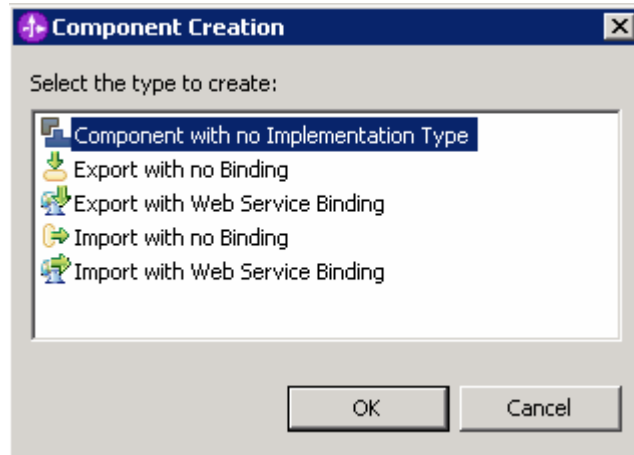 Component Creation
Select the type to create:
Component with no Implementation Type
Export with no Binding
Export with Web Service Binding
Import with no Binding
Import with Web Service Binding
OK Cancel